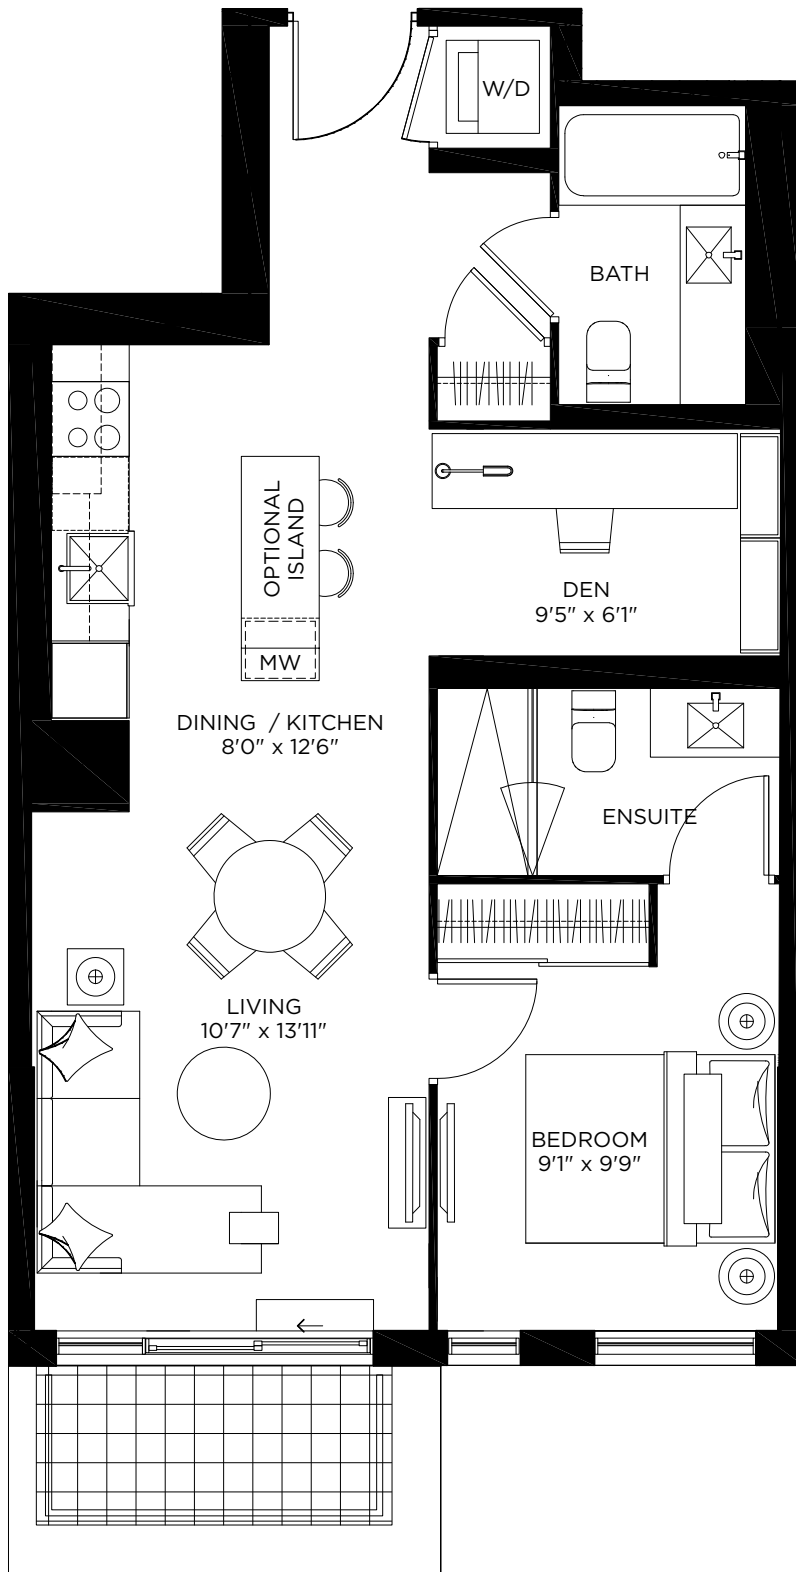 W/D
BATH
OPTIONAL
ISLAND
MW
DEN
9'5" x 6'1"
DINING / KITCHEN
8'0" x 12'6"
ENSUITE
LIVING
10'7" x 13'11"
BEDROOM
9'1" x 9'9"